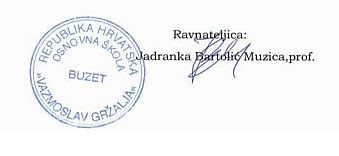 REPUBLIKA HRVATSKA
OSNOVNA ŠKOLA
BUZET
»VAZMOSLAV GRŽALJA«
Ravnateljica:
Jadranka Bartolić Muzica,prof.